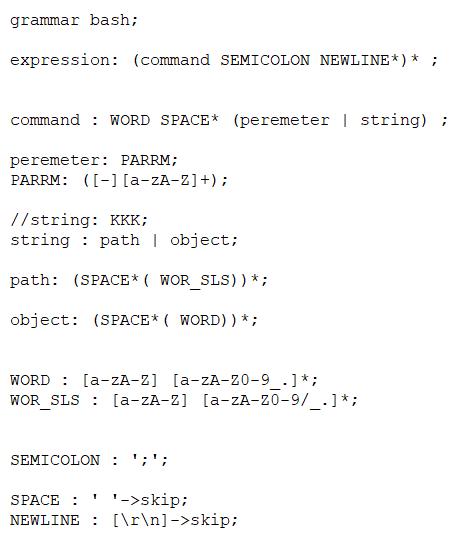 grammar bash;
expression: (command SEMICOLON NEWLINE*)* ;
command : WORD SPACE* (peremeter | string) ;
peremeter: PARRM;
PARRM: ([-][a-zA-Z]+);
//string: KKK;
string : path | object;
path: (SPACE*( WOR_SLS))*;
object: (SPACE*( WORD))*;
WORD : [a-zA-Z] [a-zA-Z0-9_.]*;
WOR_SLS : [a-zA-Z] [a-zA-Z0-9/_.]*;
SEMICOLON : ';';
SPACE : ' '->skip;
NEWLINE : [\r\n]->skip;